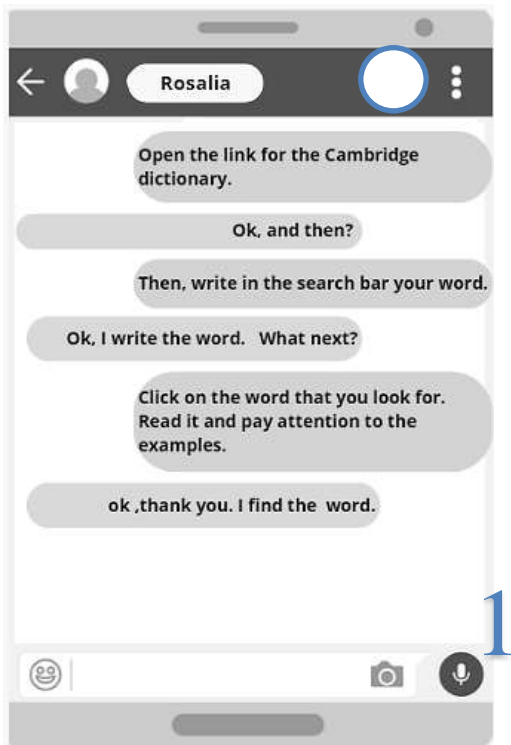 Rosalia
Open the link for the Cambridge
dictionary.
Ok, and then?
Then, write in the search bar your word.
Ok, I write the word.   What next?
Click on the word that you look for.
Read it and pay attention to the
examples.
ok ,thank you. I find the  word.
1